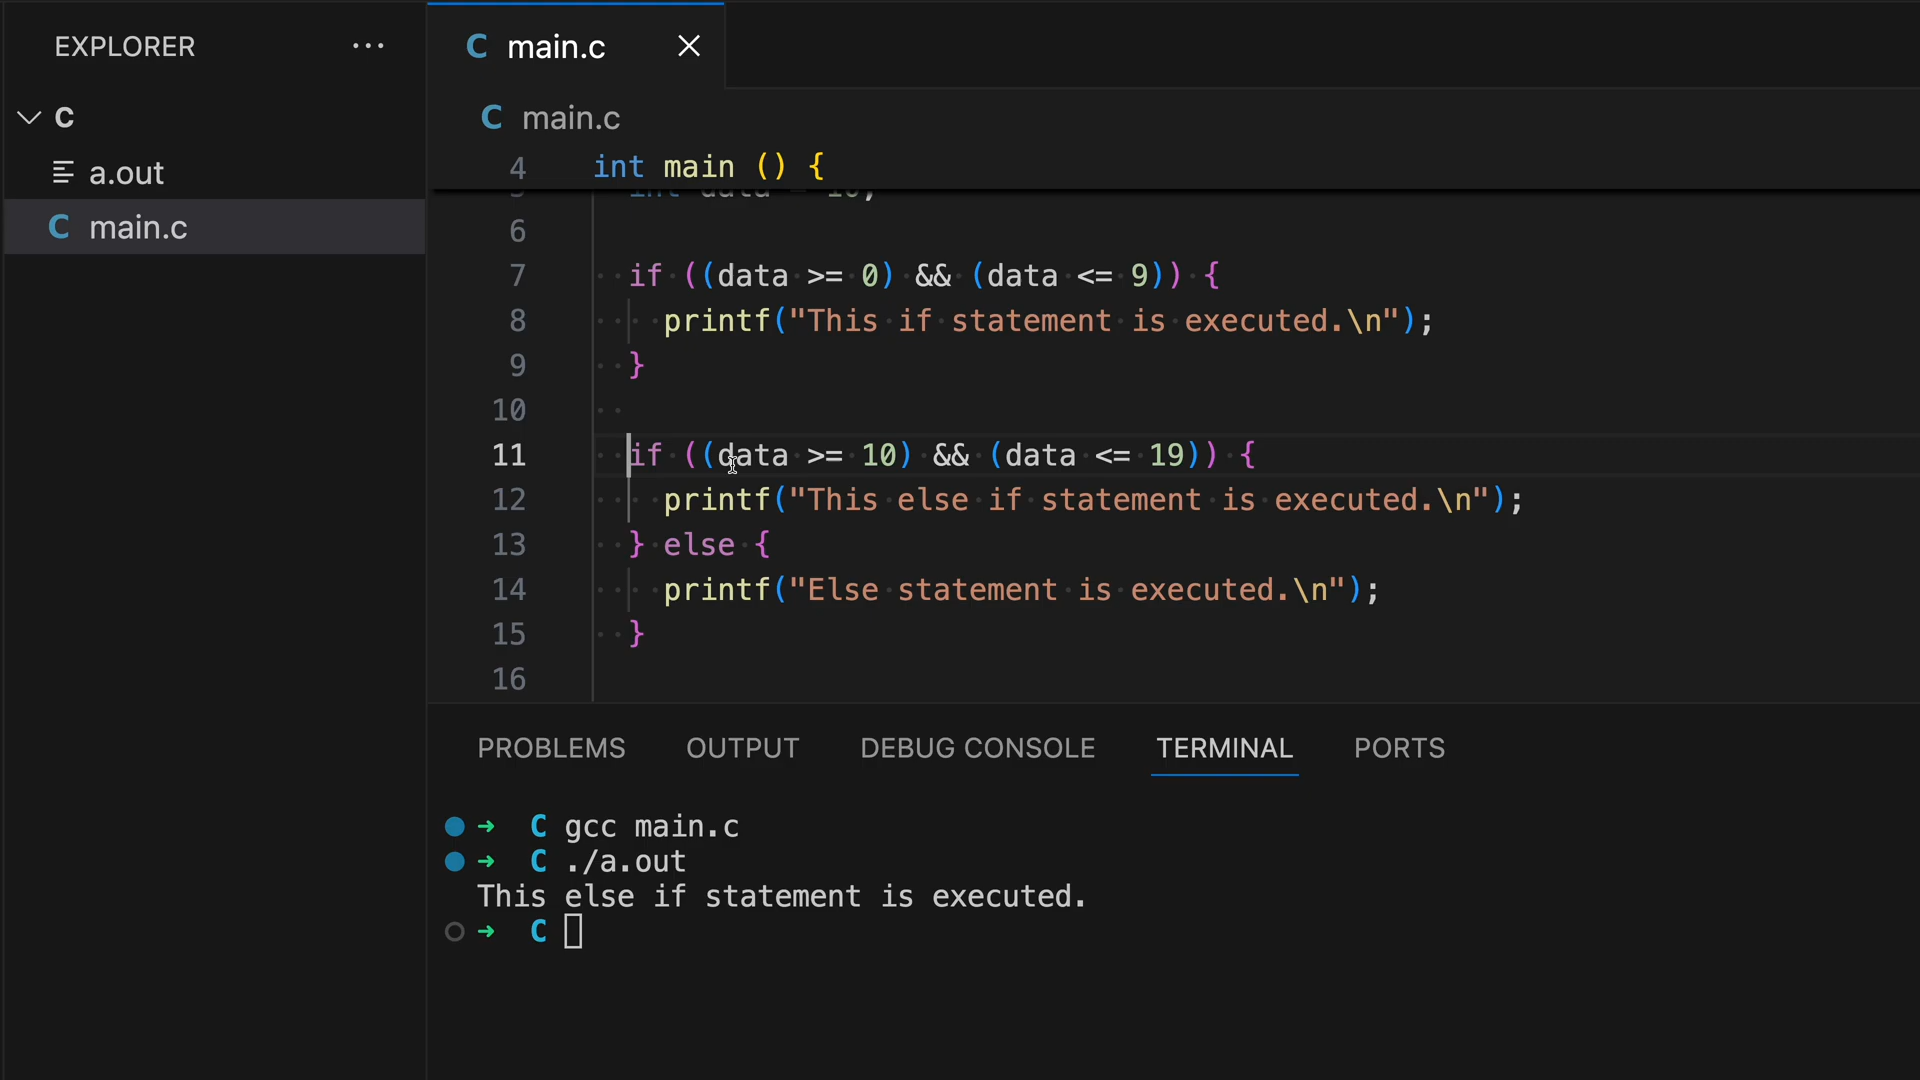 EXPLORER ...
C main.c
C
a.out
C main.c
C main.c
4 int main () {
6
7 if ((data >= 0) && (data <= 9)) {
8 printf("This if statement is executed.\n");
9 }
10
11 if ((data >= 10) && (data <= 19)) {
12 printf("This else if statement is executed.\n");
13 } else {
14 printf("Else statement is executed.\n");
15 }
16
PROBLEMS OUTPUT DEBUG CONSOLE TERMINAL PORTS
➜ C gcc main.c
➜ C ./a.out
This else if statement is executed.
➜ C